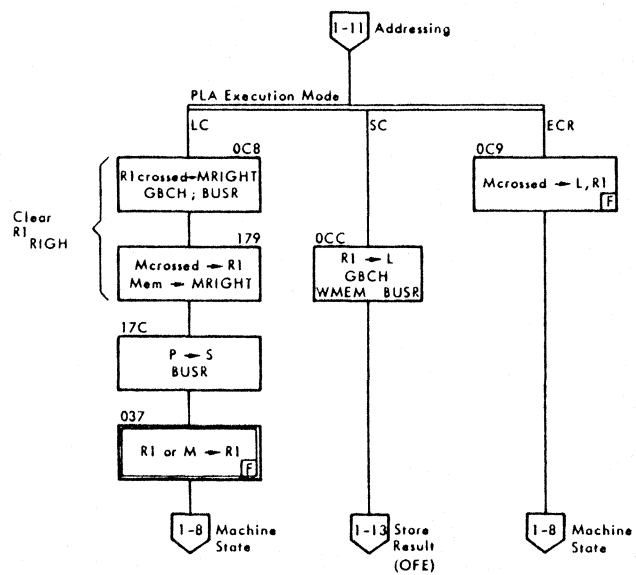 1-11 Addressing
PLA Execution Mode
LC
SC
ECR
0C8
R1crossed→MRIGHT
GBCH ; BUSR
0C9
Mcrossed → L, R1
F
Clear
R1
RIGH
179
Mcrossed → R1
Mem → MRIGHT
0CC
R1 → L
GBCH
WMEM BUSR
17C
P → S
BUSR
037
R1 or M → R1
F
1-8 Machine
State
1-13 Store
Result
(OFE)
1-8 Machine
State